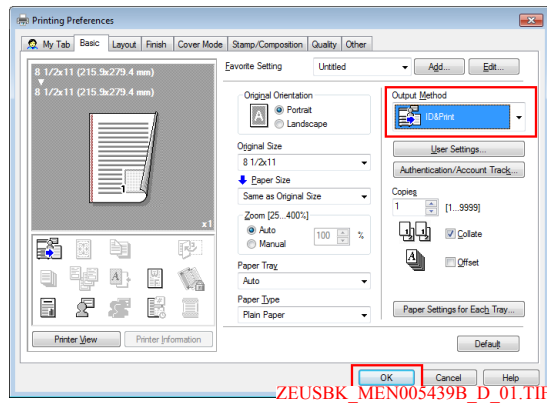 Printing Preferences
My Tab Basic Layout Finish Cover Mode Stamp/Composition Quality Other
8 1/2x11 (215.9x279.4 mm)
8 1/2x11 (215.9x279.4 mm)
1
x1
Printer View Printer Information
Favorite Setting Untitled Add... Edit...
Original Orientation
A
Portrait
Landscape
Original Size
8 1/2x11
Paper Size
Same as Original Size
Zoom [25...400%]
Auto
Manual
100 %
Paper Tray
Auto
Paper Type
Plain Paper
Output Method
ID&Print
User Settings...
Authentication/Account Track...
Copies
1 [1...9999]
Collate
Offset
Paper Settings for Each Tray...
Default
OK Cancel Help
ZEUSBK_MEN005439B_D_01.TIF